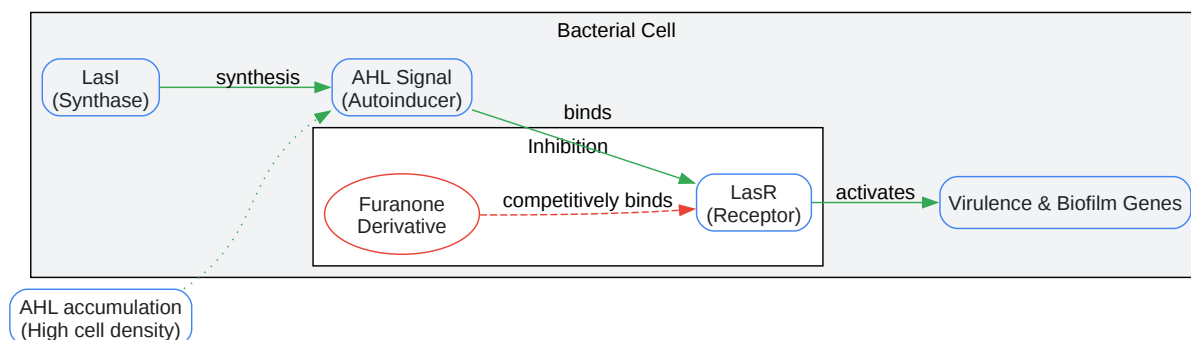 Bacterial Cell
LasI
(Synthase)
synthesis
AHL Signal
(Autoinducer)
binds
Inhibition
Furanone
Derivative
competitively binds
LasR
(Receptor)
activates
Virulence & Biofilm Genes
AHL accumulation
(High cell density)